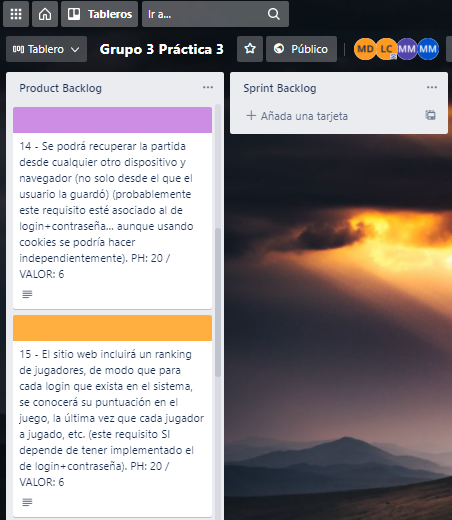 Tableros
Ir a...
Tablero
Grupo 3 Práctica 3
Público
MD
LC
MM
MM
Product Backlog
14 - Se podrá recuperar la partida
desde cualquier otro dispositivo y
navegador (no solo desde el que el
usuario la guardó) (probablemente
este requisito esté asociado al de
login+contraseña... aunque usando
cookies se podría hacer
independientemente). PH: 20 /
VALOR: 6
15 - El sitio web incluirá un ranking
de jugadores, de modo que para
cada login que exista en el sistema,
se conocerá su puntuación en el
juego, la última vez que cada jugador
a jugado, etc. (este requisito SI
depende de tener implementado el
de login+contraseña). PH: 20 /
VALOR: 6
Sprint Backlog
Añada una tarjeta